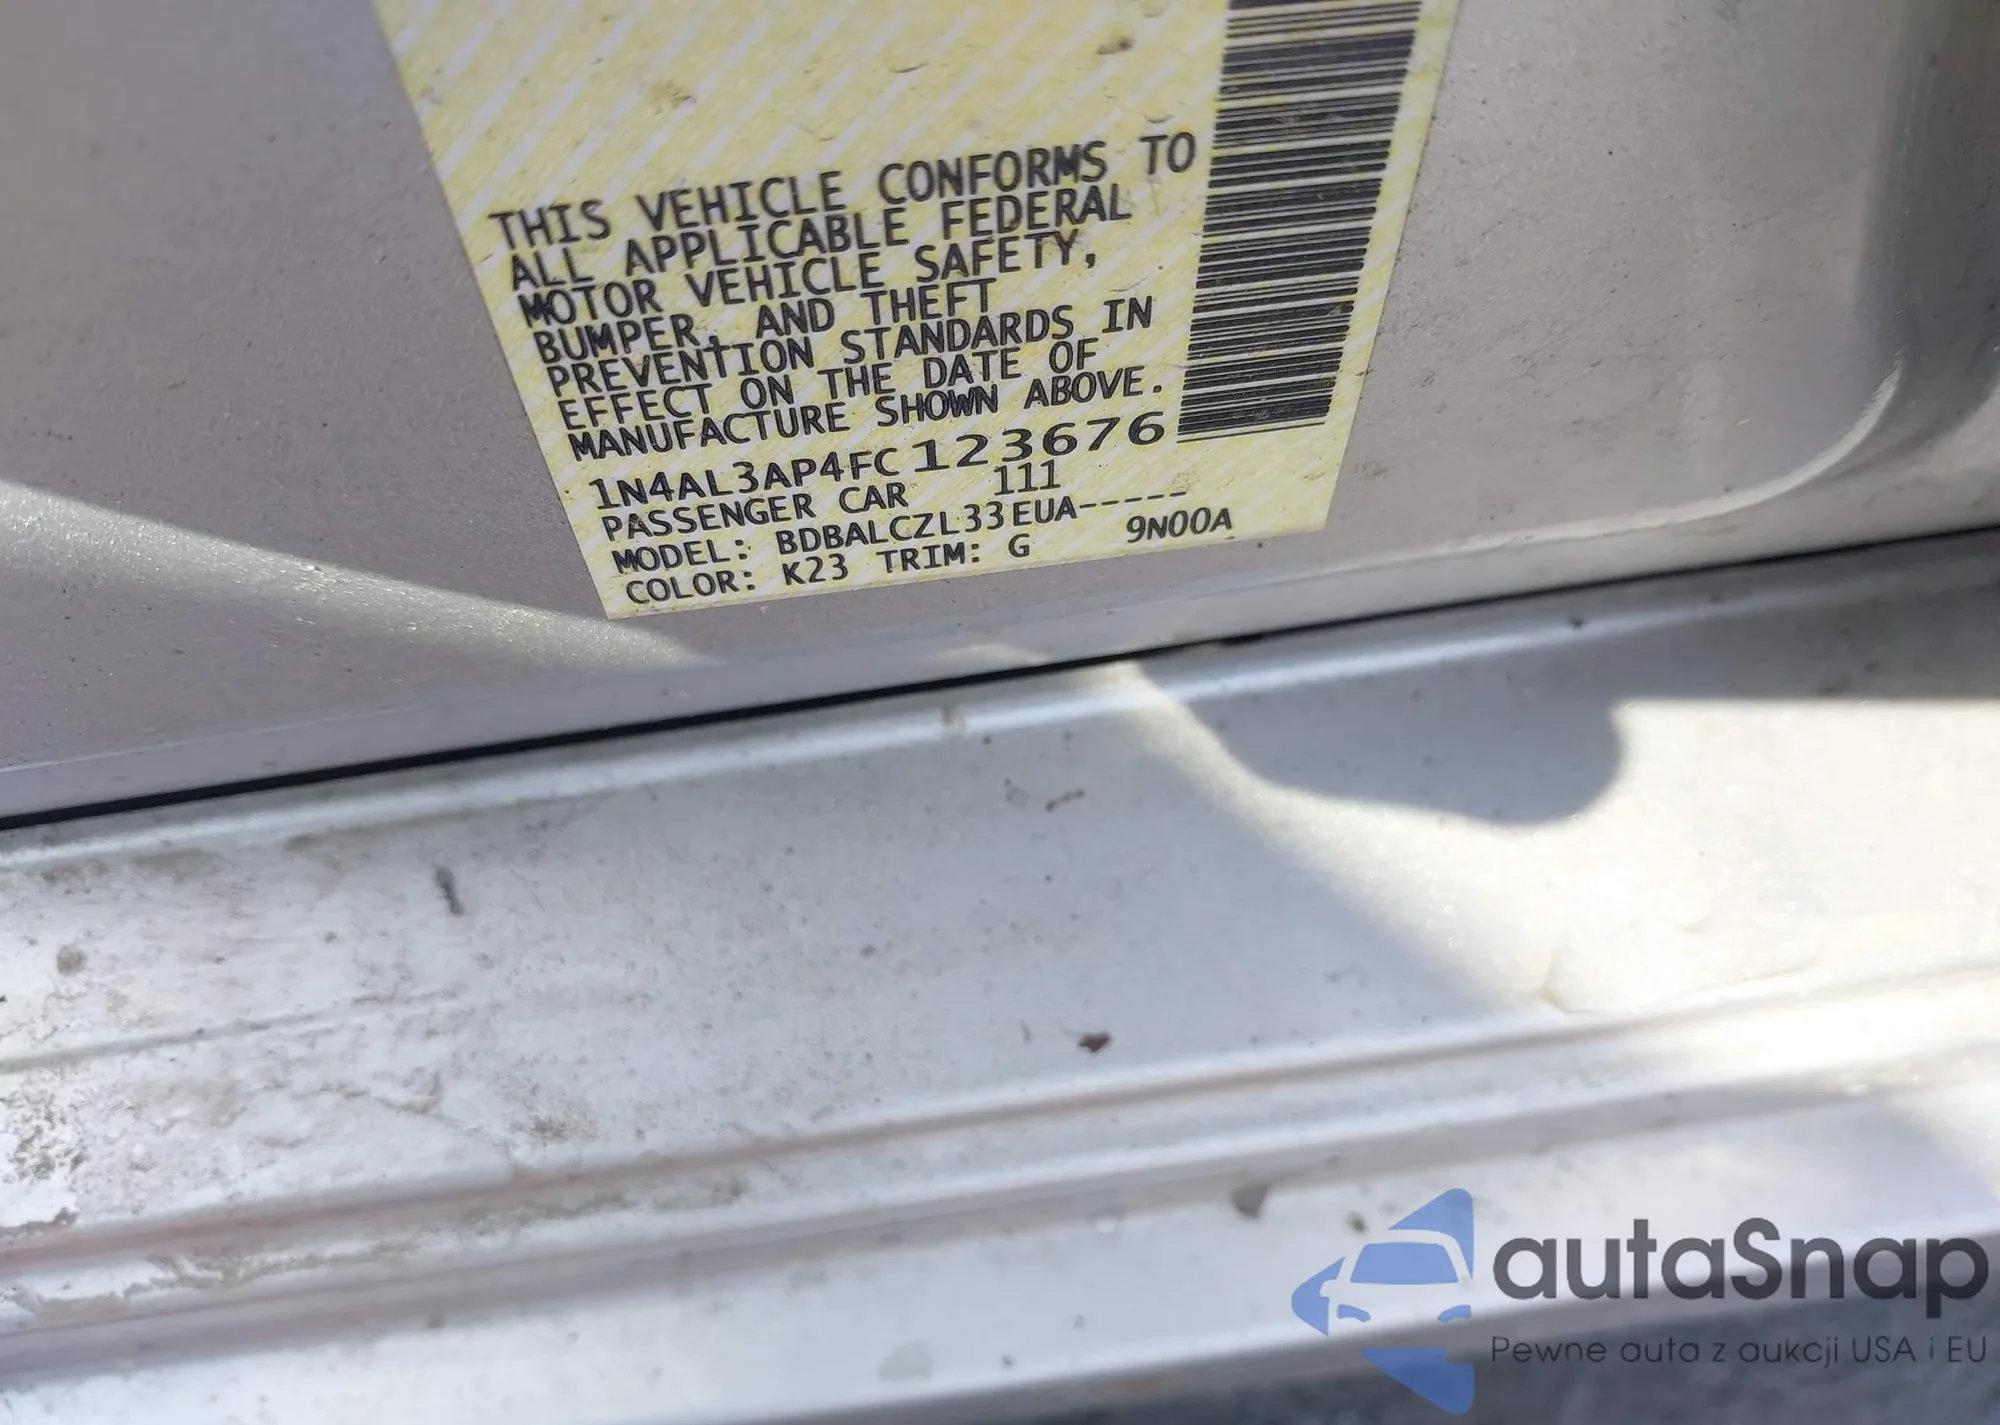 THIS VEHICLE CONFORMS TO
ALL APPLICABLE FEDERAL
MOTOR VEHICLE SAFETY,
BUMPER, AND THEFT
PREVENTION STANDARDS IN
EFFECT ON THE DATE OF
MANUFACTURE SHOWN ABOVE.
1N4AL3AP4FC123676
PASSENGER CAR 111
MODEL: BDBALCZL33EUA-----
COLOR: K23 TRIM: G 9N00A
autaSnap
Pewne auta z aukcji USA i EU